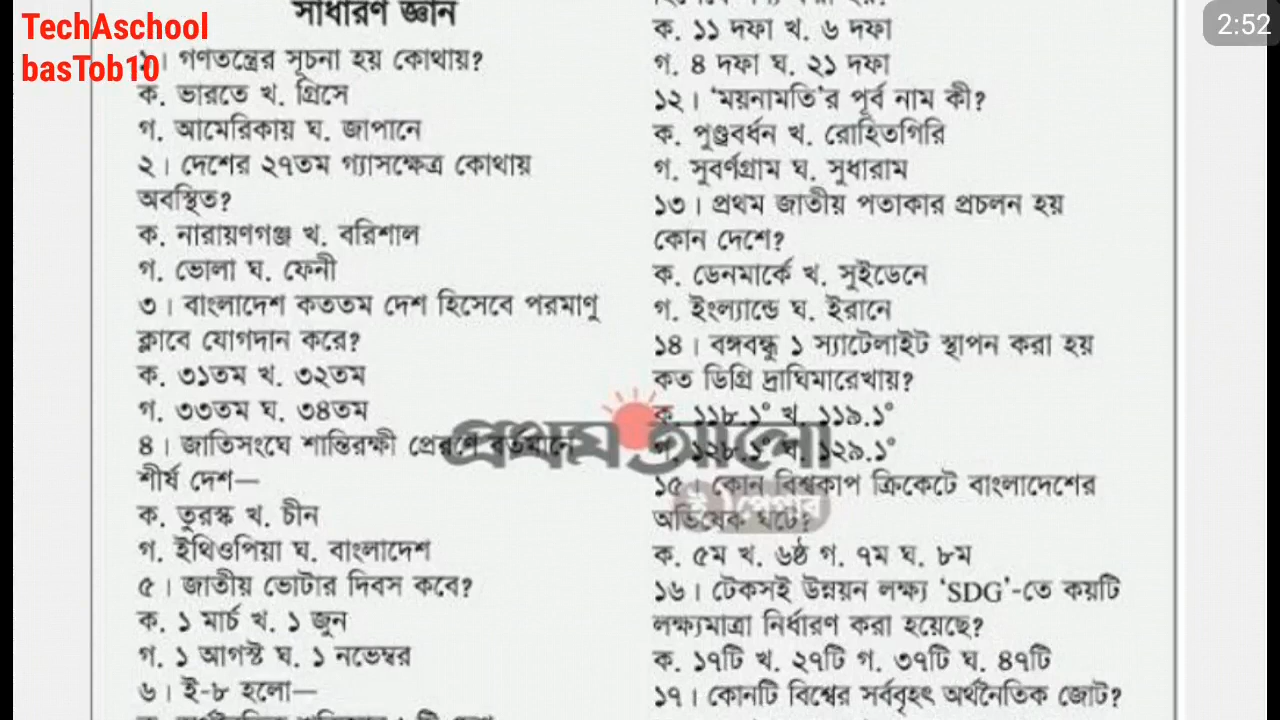 TechAschool
basTob10
2:52
সাধারণ জ্ঞান
১। গণতন্ত্রের সূচনা হয় কোথায়?
ক. ভারতে খ. গ্রিসে
গ. আমেরিকায় ঘ. জাপানে
২। দেশের ২৭তম গ্যাসক্ষেত্র কোথায়
অবস্থিত?
ক. নারায়ণগঞ্জ খ. বরিশাল
গ. ভোলা ঘ. ফেনী
৩। বাংলাদেশ কততম দেশ হিসেবে পরমাণু
ক্লাবে যোগদান করে?
ক. ৩১তম খ. ৩২তম
গ. ৩৩তম ঘ. ৩৪তম
৪। জাতিসংঘে শান্তিরক্ষী প্রেরণে বর্তমানে
শীর্ষ দেশ—
ক. তুরস্ক খ. চীন
গ. ইথিওপিয়া ঘ. বাংলাদেশ
৫। জাতীয় ভোটার দিবস কবে?
ক. ১ মার্চ খ. ১ জুন
গ. ১ আগস্ট ঘ. ১ নভেম্বর
৬। ই-৮ হলো—
ক. ১১ দফা খ. ৬ দফা
গ. ৪ দফা ঘ. ২১ দফা
১২। ‘ময়নামতি’র পূর্ব নাম কী?
ক. পুণ্ড্রবর্ধন খ. রোহিতগিরি
গ. সুবর্ণগ্রাম ঘ. সুধারাম
১৩। প্রথম জাতীয় পতাকার প্রচলন হয়
কোন দেশে?
ক. ডেনমার্কে খ. সুইডেনে
গ. ইংল্যান্ডে ঘ. ইরানে
১৪। বঙ্গবন্ধু ১ স্যাটেলাইট স্থাপন করা হয়
কত ডিগ্রি দ্রাঘিমারেখায়?
ক. ১১৮.১° খ. ১১৯.১°
গ. ১২৮.১° ঘ. ১২৯.১°
১৫। কোন বিশ্বকাপ ক্রিকেটে বাংলাদেশের
অভিষেক ঘটে?
ক. ৫ম খ. ৬ষ্ঠ গ. ৭ম ঘ. ৮ম
১৬। টেকসই উন্নয়ন লক্ষ্য ‘SDG’-তে কয়টি
লক্ষ্যমাত্রা নির্ধারণ করা হয়েছে?
ক. ১৭টি খ. ২৭টি গ. ৩৭টি ঘ. ৪৭টি
১৭। কোনটি বিশ্বের সর্ববৃহৎ অর্থনৈতিক জোট?
প্রথম আলো
ই পেপার